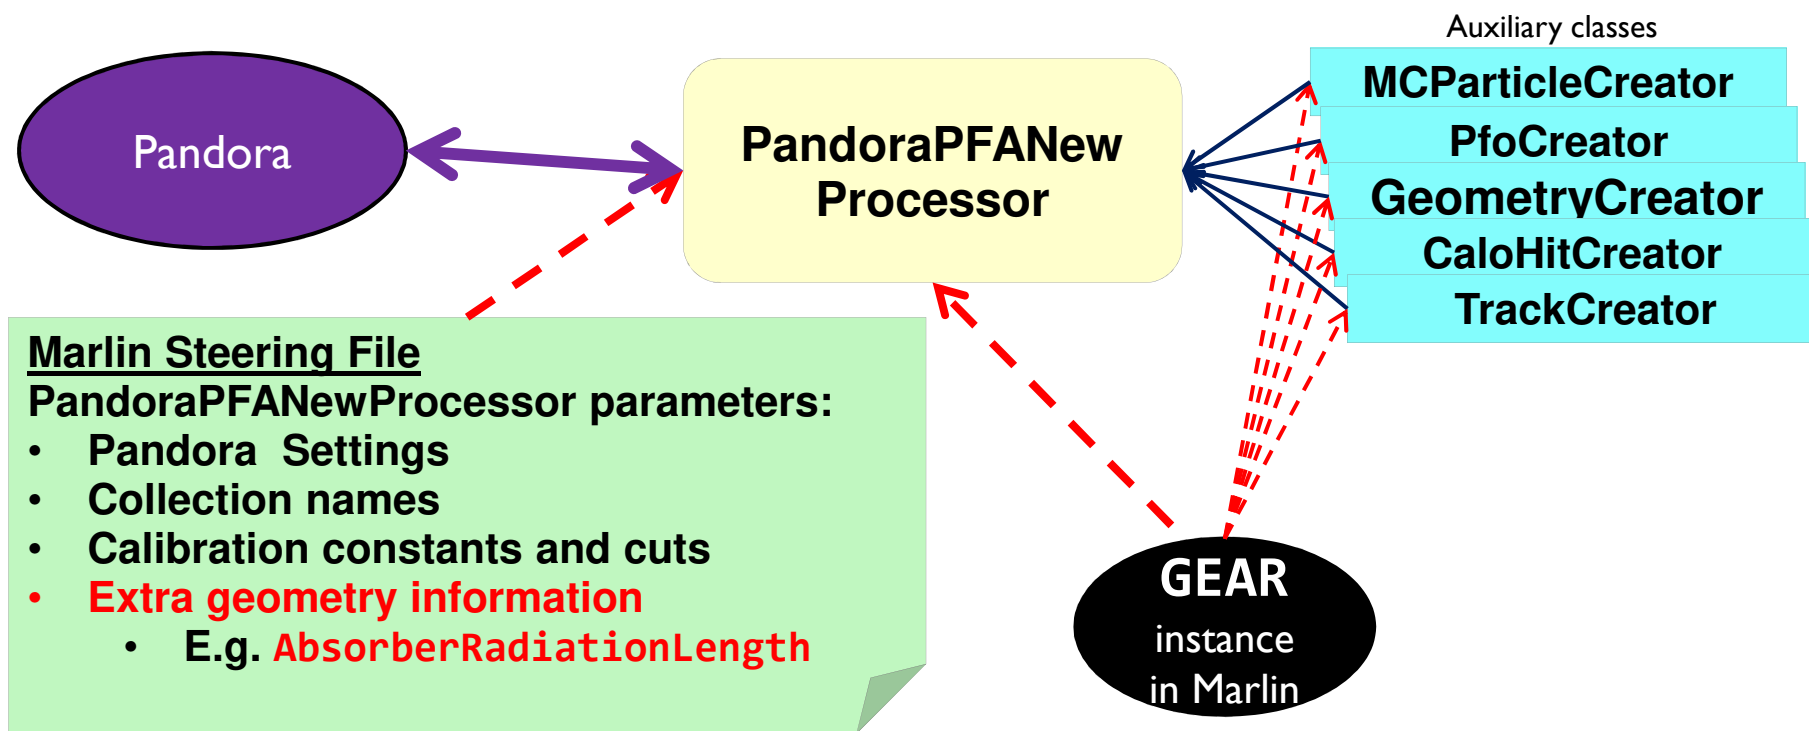 Auxiliary classes
Pandora
PandoraPFANew
Processor
MCParticleCreator
PfoCreator
GeometryCreator
CaloHitCreator
TrackCreator
Marlin Steering File
PandoraPFANewProcessor parameters:
• Pandora Settings
• Collection names
• Calibration constants and cuts
• Extra geometry information
• E.g. AbsorberRadiationLength
GEAR
instance
in Marlin